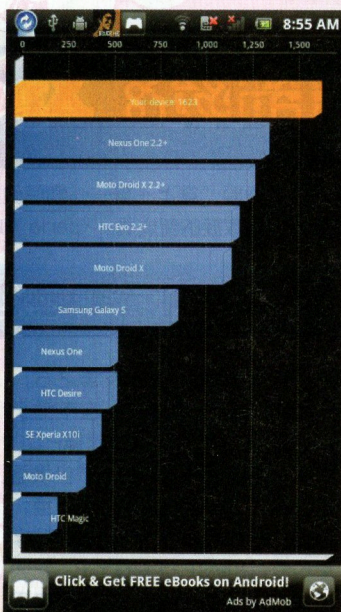 8:55 AM
0 250 500 750 1,000 1,250 1,500
Your device: 1623
Nexus One 2.2+
Moto Droid X 2.2+
HTC Evo 2.2+
Moto Droid X
Samsung Galaxy S
Nexus One
HTC Desire
SE Xperia X10i
Moto Droid
HTC Magic
Click & Get FREE eBooks on Android!
Ads by AdMob